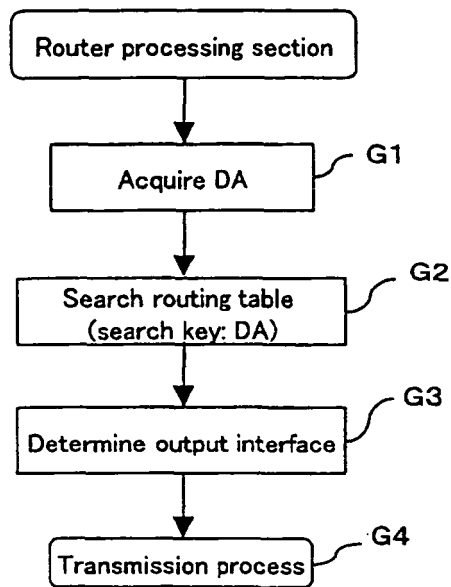 Router processing section
Acquire DA
G1
Search routing table
(search key: DA)
G2
Determine output interface
G3
Transmission process
G4